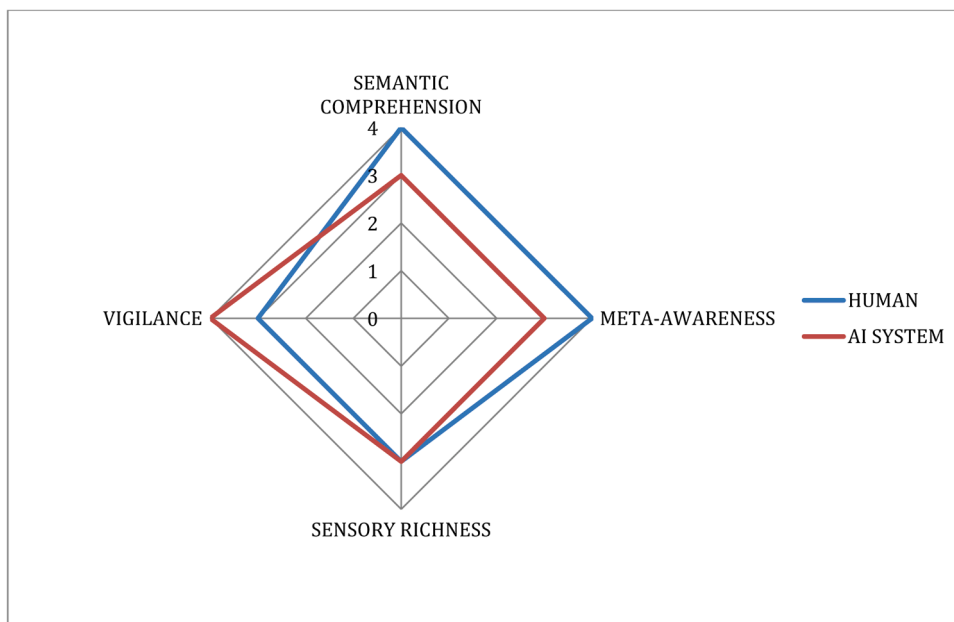 SEMANTIC
COMPREHENSION
4
3
2
1
0
VIGILANCE
META-AWARENESS
SENSORY RICHNESS
HUMAN
AI SYSTEM